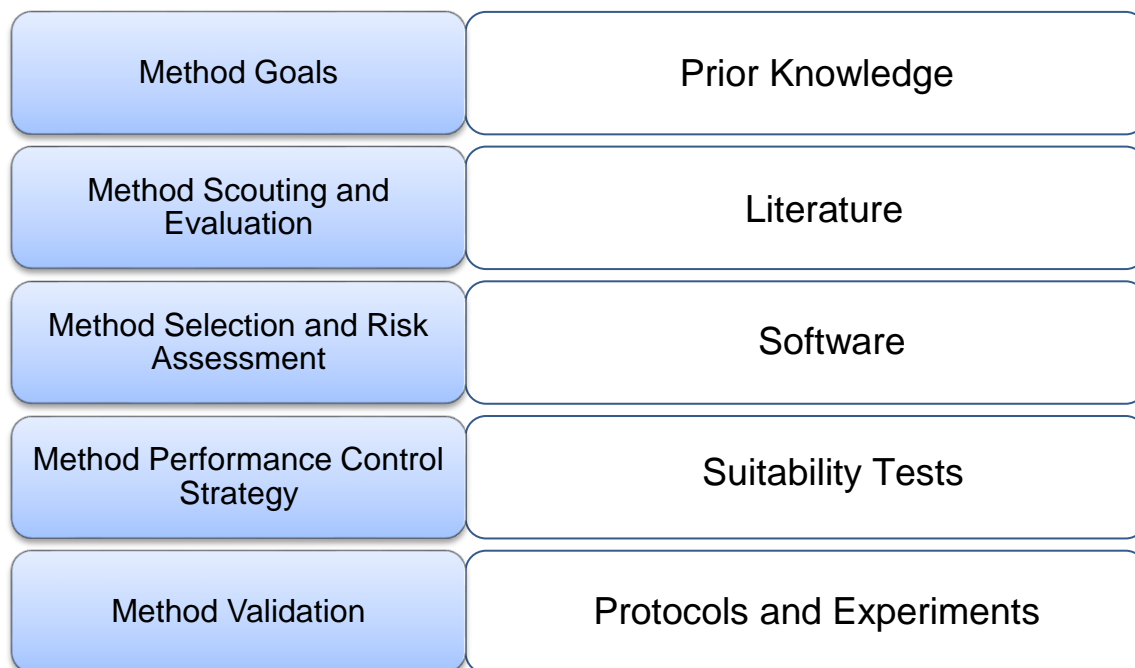 Method Goals
Prior Knowledge
Method Scouting and
Evaluation
Literature
Method Selection and Risk
Assessment
Software
Method Performance Control
Strategy
Suitability Tests
Method Validation
Protocols and Experiments